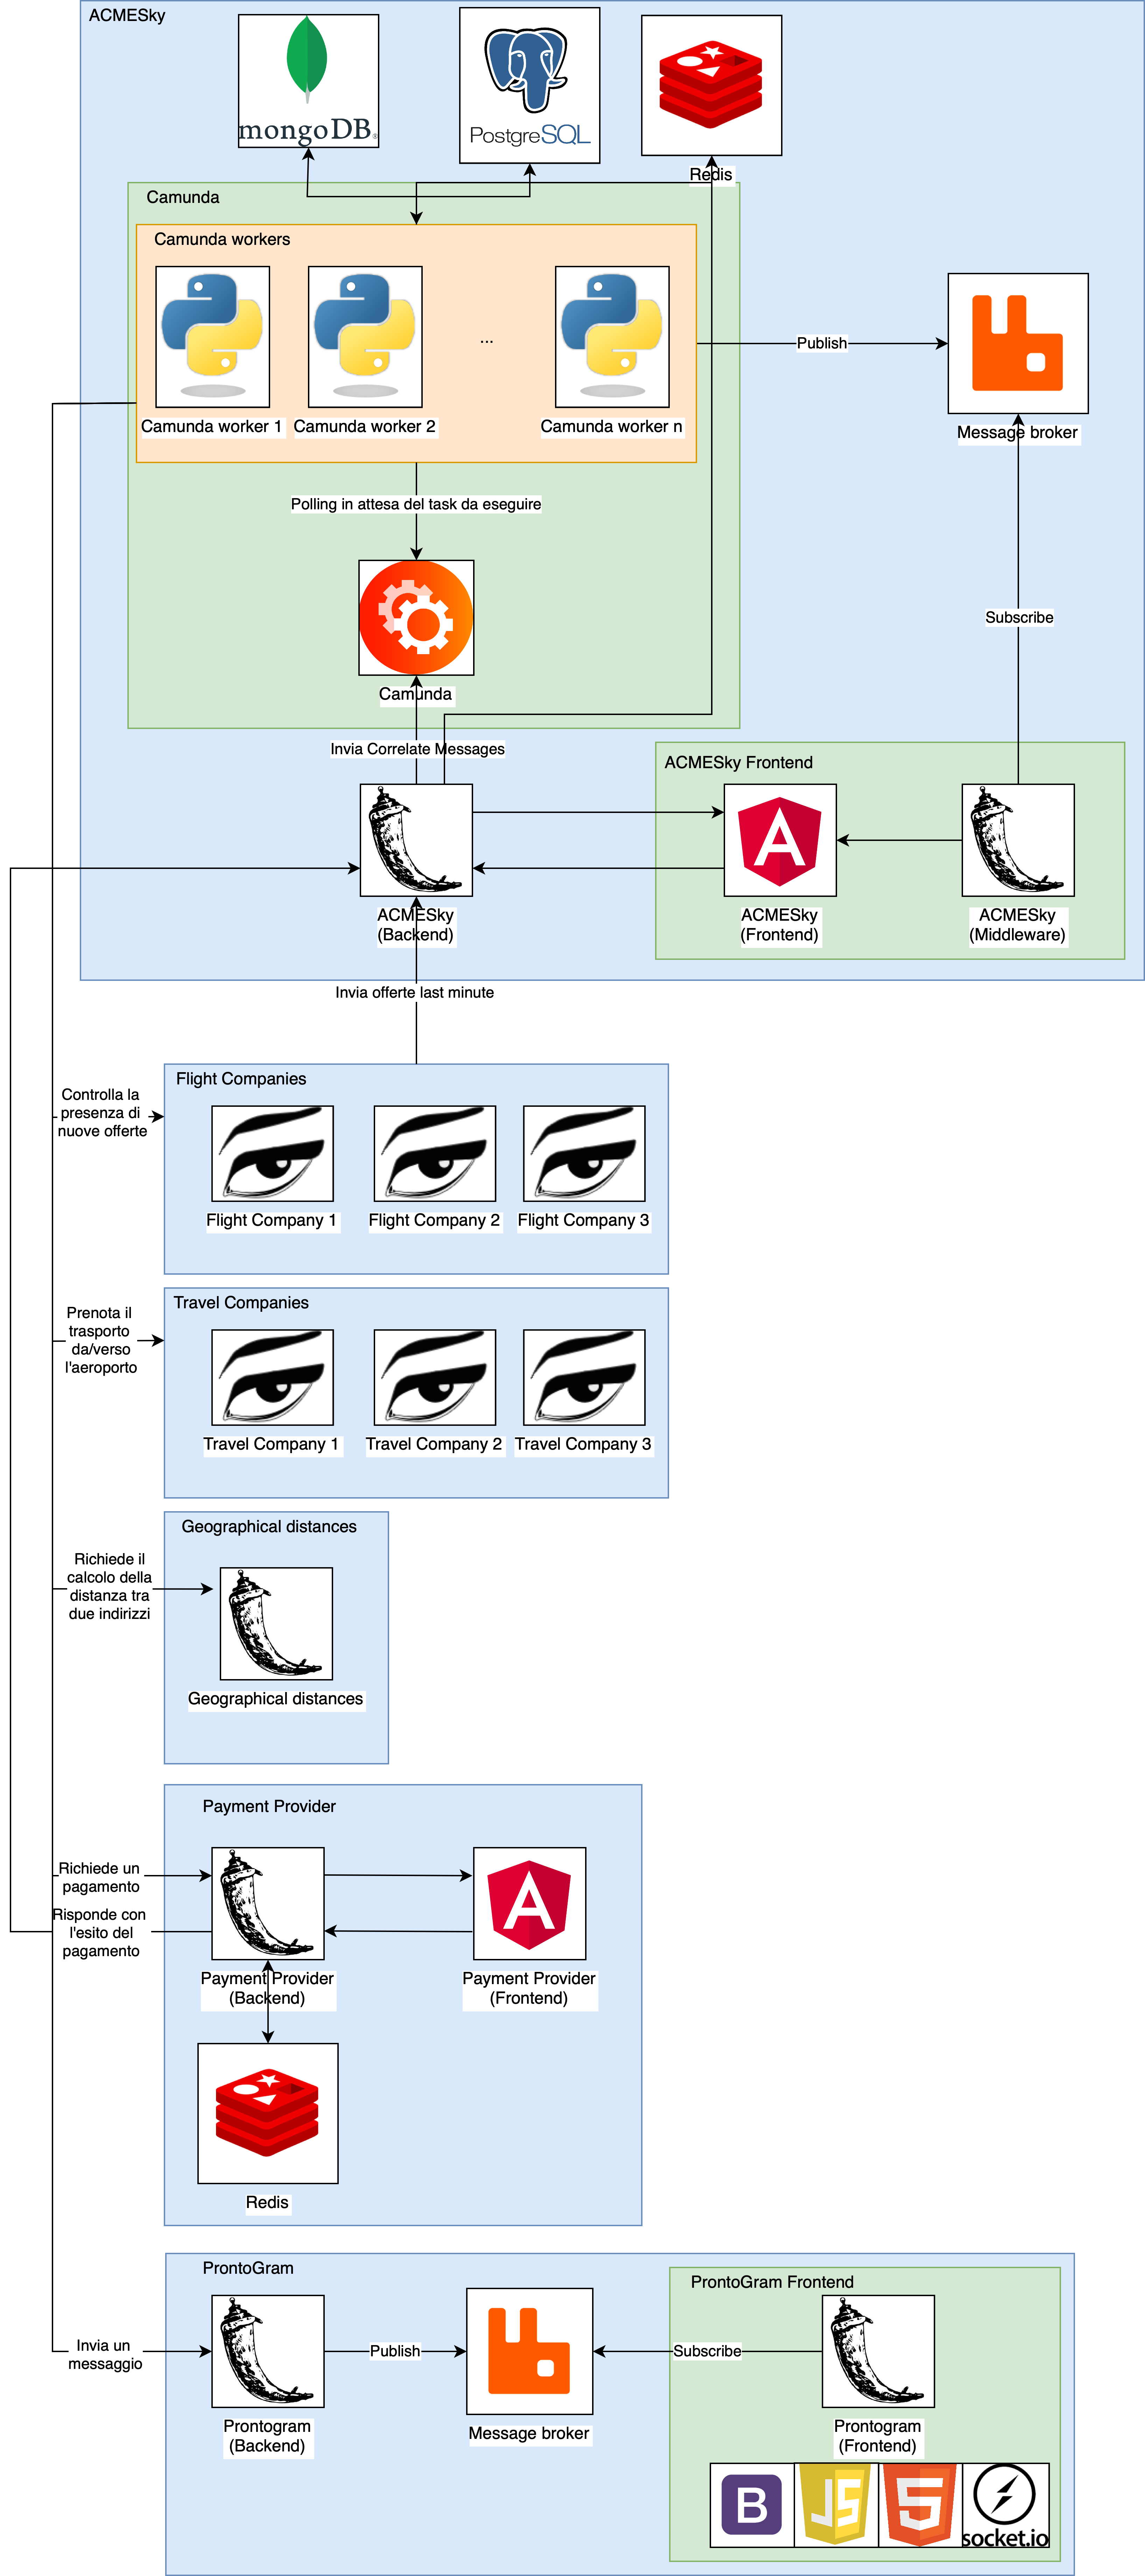 ACMESky
mongoDB®
PostgreSQL
Redis
Camunda
Camunda workers
...
Camunda worker 1
Camunda worker 2
Camunda worker n
Publish
Message broker
Polling in attesa del task da eseguire
Camunda
Subscribe
Invia Correlate Messages
ACMESky Frontend
ACMESky
(Backend)
ACMESky
(Frontend)
ACMESky
(Middleware)
Invia offerte last minute
Flight Companies
Controlla la
presenza di
nuove offerte
Flight Company 1
Flight Company 2
Flight Company 3
Travel Companies
Prenota il
trasporto
da/verso
l'aeroporto
Travel Company 1
Travel Company 2
Travel Company 3
Geographical distances
Richiede il
calcolo della
distanza tra
due indirizzi
Geographical distances
Payment Provider
Richiede un
pagamento
Risponde con
l'esito del
pagamento
Payment Provider
(Backend)
Payment Provider
(Frontend)
Redis
ProntoGram
ProntoGram Frontend
Invia un
messaggio
Publish
Subscribe
Prontogram
(Backend)
Message broker
Prontogram
(Frontend)
B
JS
5
socket.io